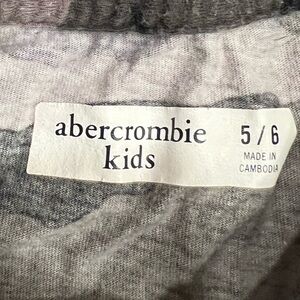 abercrombie
kids
5/6
MADE IN
CAMBODIA